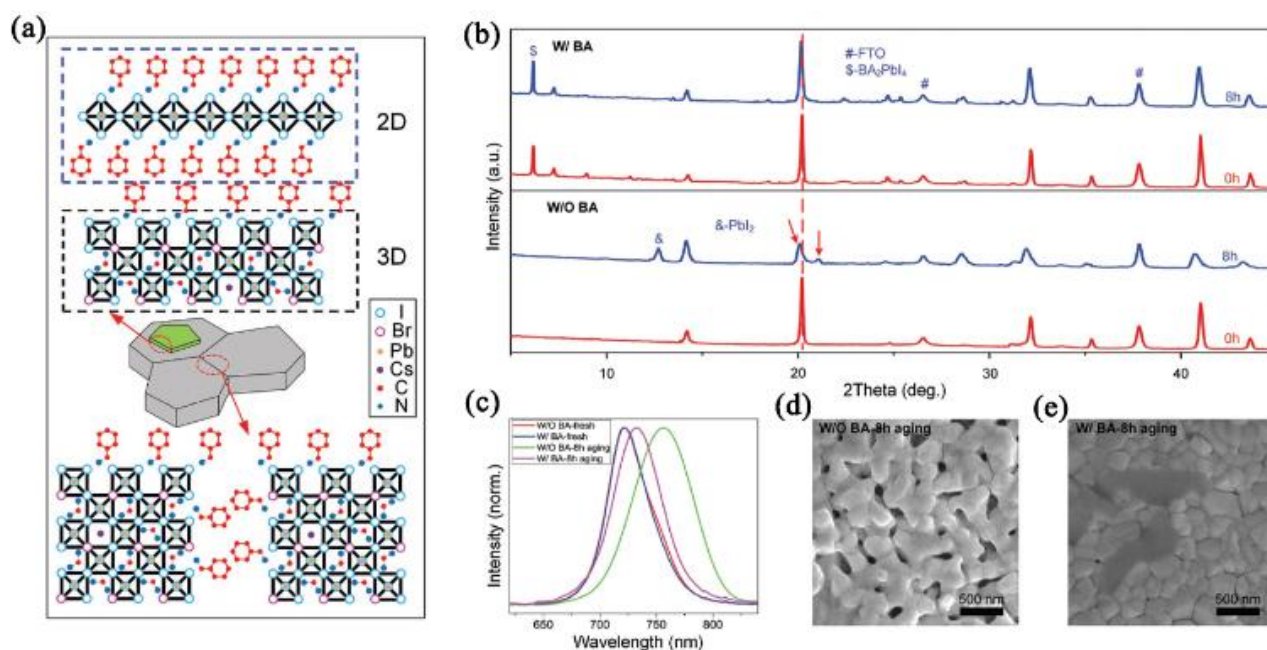 (a)
2D
3D
I
Br
Pb
Cs
C
N
(b)
W/ BA
$
#-FTO
$-BA₂PbI₄
#
#
8h
0h
W/O BA
&-PbI₂
&
8h
0h
Intensity (a.u.)
10
20
30
40
2Theta (deg.)
(c)
W/O BA-fresh
W/ BA-fresh
W/O BA-8h aging
W/ BA-8h aging
Intensity (norm.)
650
700
750
800
Wavelength (nm)
(d)
W/O BA-8h aging
500 nm
(e)
W/ BA-8h aging
500 nm